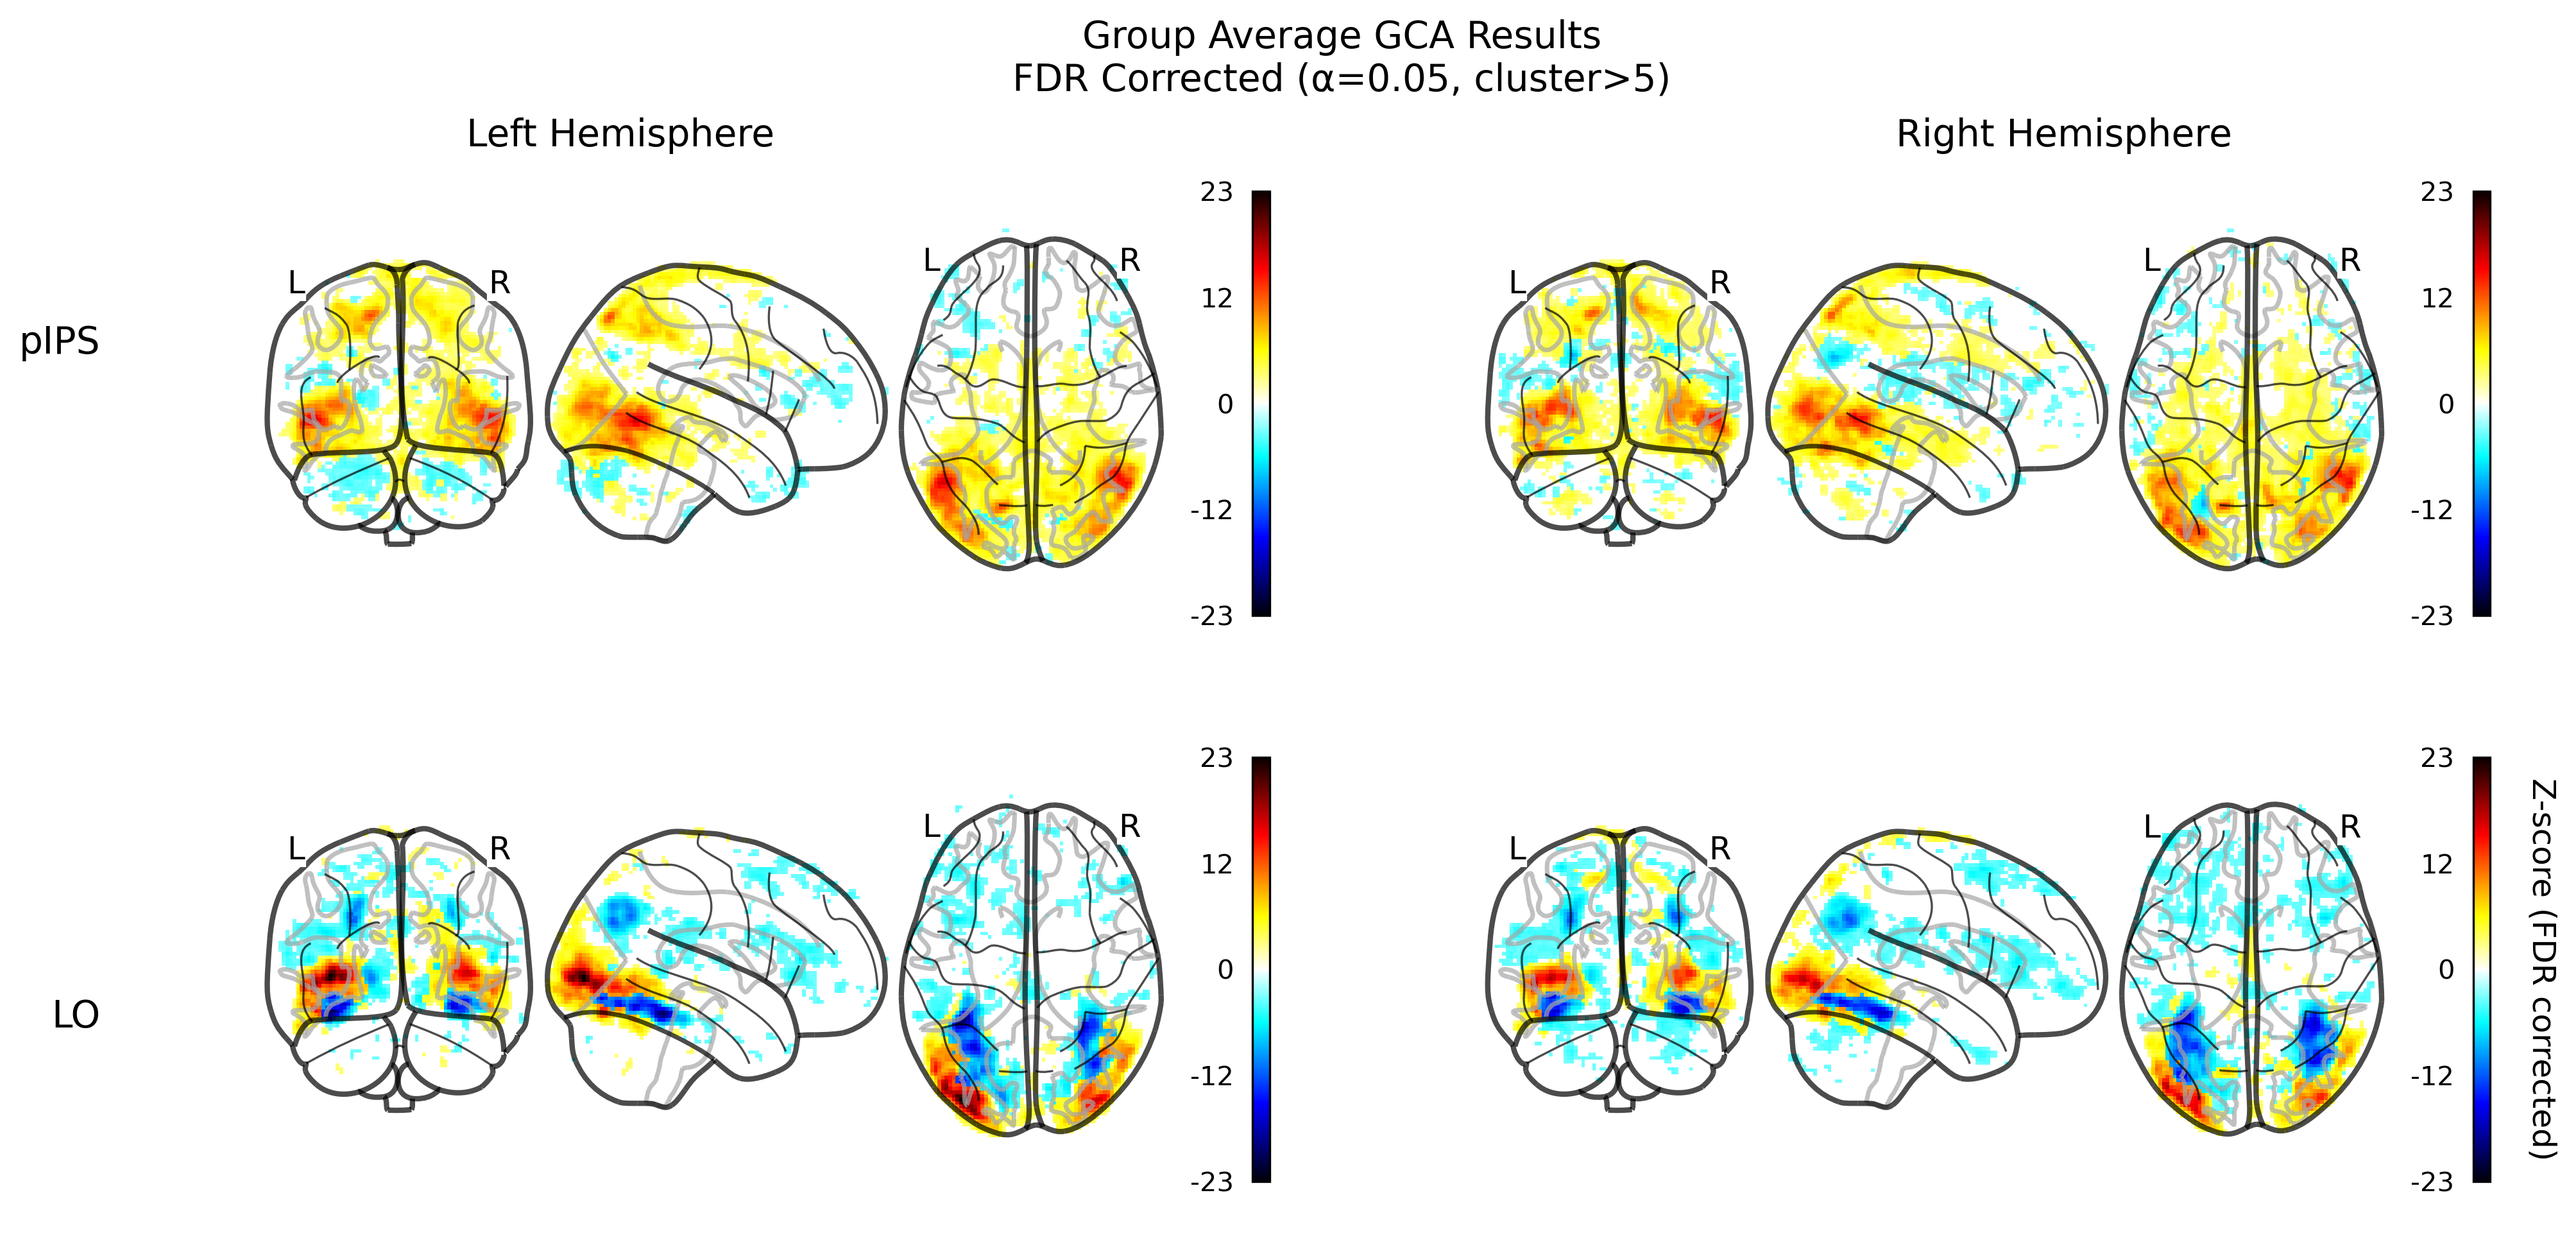 Group Average GCA Results
FDR Corrected (α=0.05, cluster>5)
Left Hemisphere
Right Hemisphere
pIPS
L R L R
23
12
0
-12
-23
L R L R
23
12
0
-12
-23
LO
L R L R
23
12
0
-12
-23
L R L R
23
12
0
-12
-23
Z-score (FDR corrected)